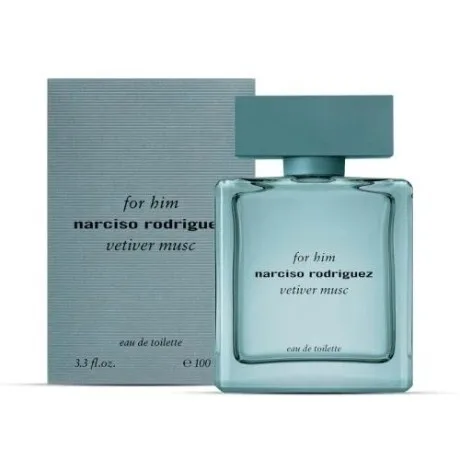 for him
narciso rodrigue
vetiver musc
eau de toilette
3.3 fl.oz. ℮ 100
for him
narciso rodriguez
vetiver musc
eau de toilette